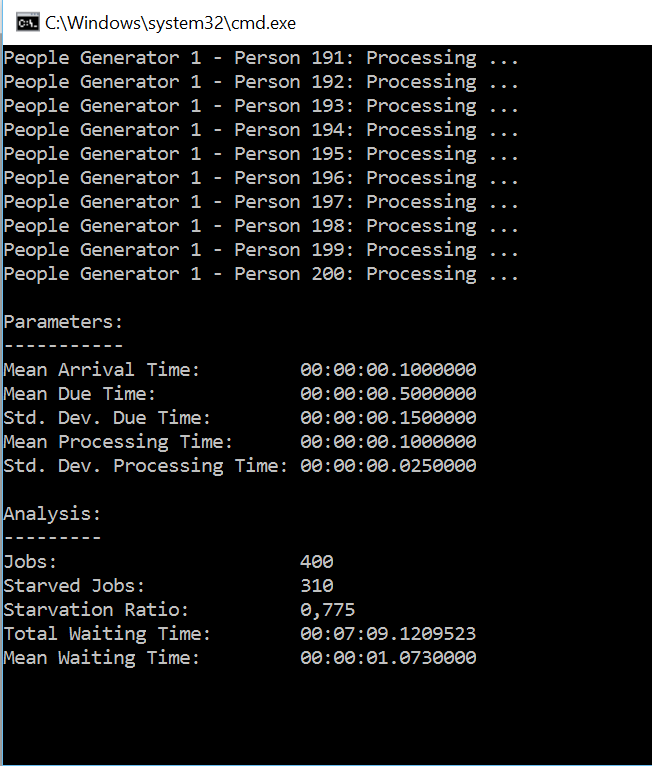 C:\Windows\system32\cmd.exe
People Generator 1 - Person 191: Processing ...
People Generator 1 - Person 192: Processing ...
People Generator 1 - Person 193: Processing ...
People Generator 1 - Person 194: Processing ...
People Generator 1 - Person 195: Processing ...
People Generator 1 - Person 196: Processing ...
People Generator 1 - Person 197: Processing ...
People Generator 1 - Person 198: Processing ...
People Generator 1 - Person 199: Processing ...
People Generator 1 - Person 200: Processing ...
Parameters:
-----------
Mean Arrival Time: 00:00:00.1000000
Mean Due Time: 00:00:00.5000000
Std. Dev. Due Time: 00:00:00.1500000
Mean Processing Time: 00:00:00.1000000
Std. Dev. Processing Time: 00:00:00.0250000
Analysis:
---------
Jobs: 400
Starved Jobs: 310
Starvation Ratio: 0,775
Total Waiting Time: 00:07:09.1209523
Mean Waiting Time: 00:00:01.0730000